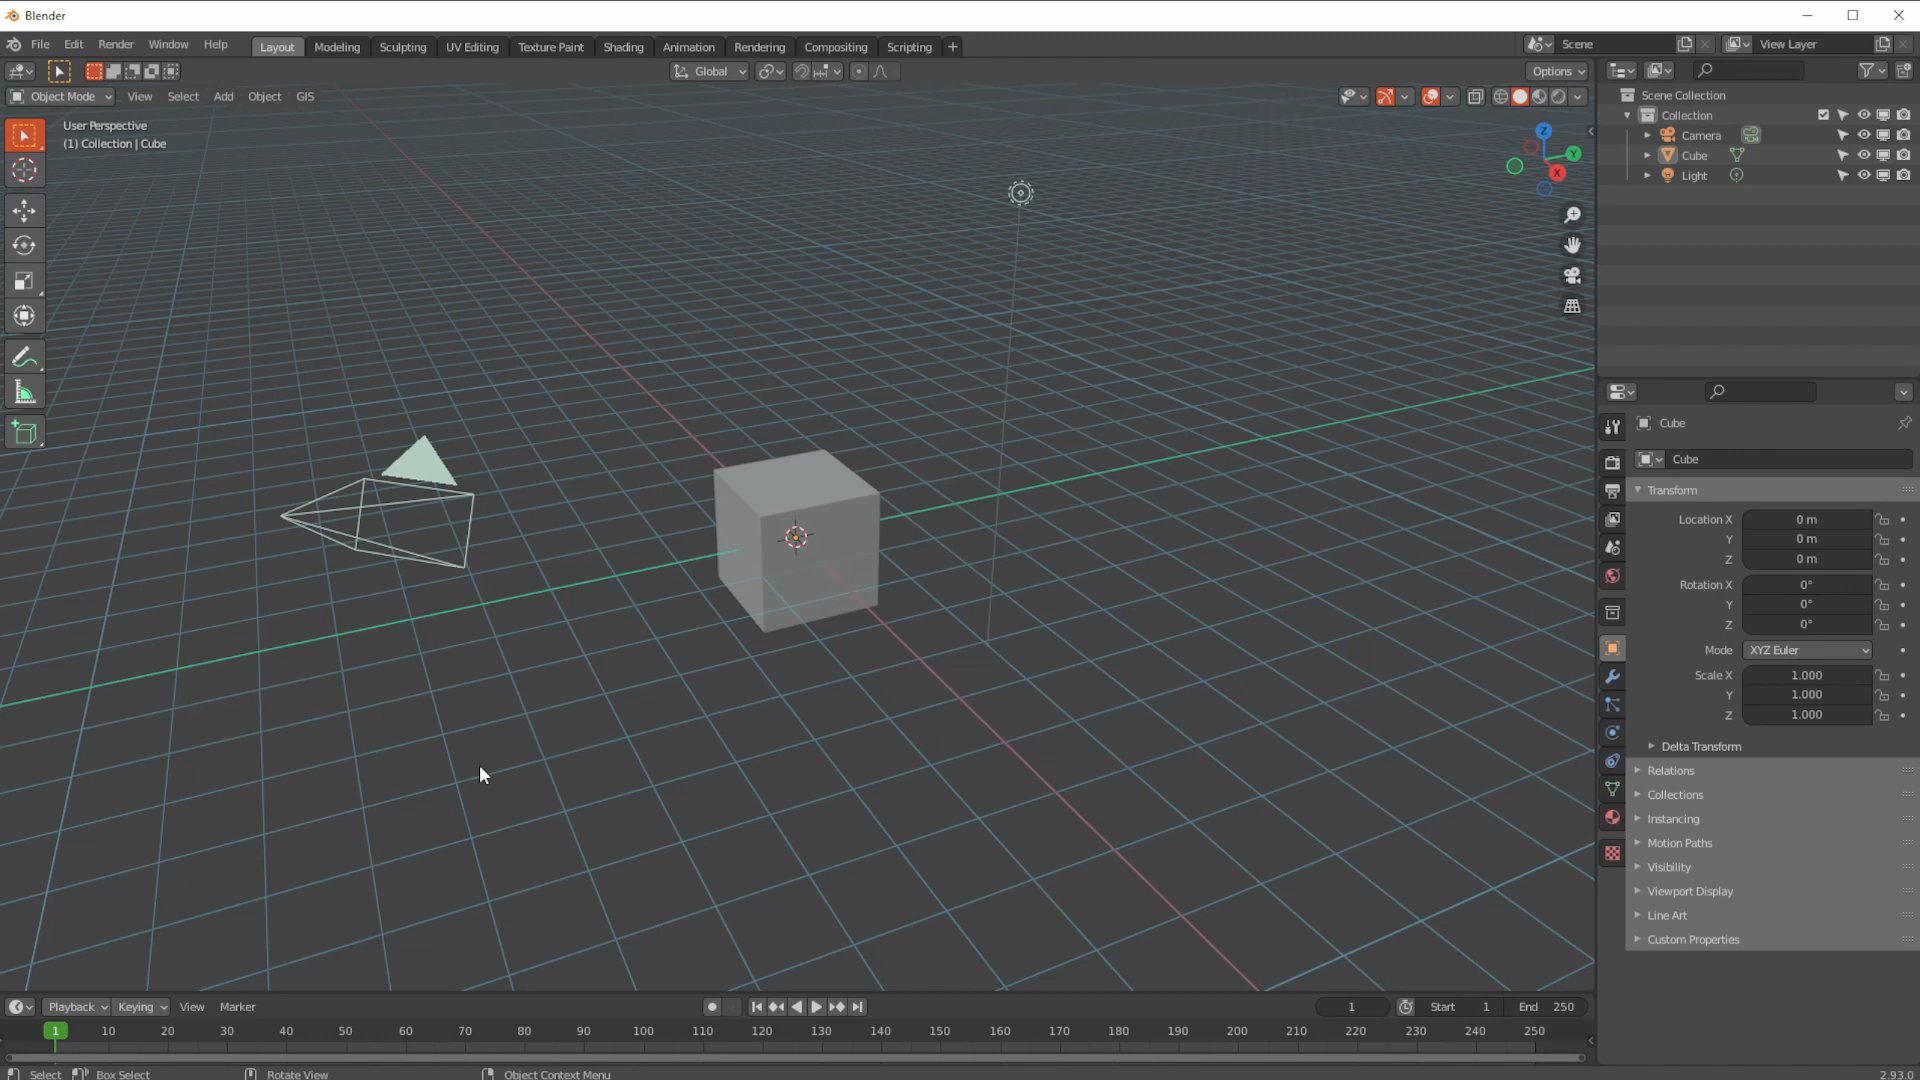 Blender
File Edit Render Window Help Layout Modeling Sculpting UV Editing Texture Paint Shading Animation Rendering Compositing Scripting + Scene View Layer
Global Options
Object Mode View Select Add Object GIS
User Perspective
(1) Collection | Cube
Z
Y
X
Scene Collection
Collection
Camera
Cube
Light
Cube
Cube
Transform
Location X 0 m
Y 0 m
Z 0 m
Rotation X 0°
Y 0°
Z 0°
Mode XYZ Euler
Scale X 1.000
Y 1.000
Z 1.000
Delta Transform
Relations
Collections
Instancing
Motion Paths
Visibility
Viewport Display
Line Art
Custom Properties
Playback Keying View Marker 1 Start 1 End 250
1 10 20 30 40 50 60 70 80 90 100 110 120 130 140 150 160 170 180 190 200 210 220 230 240 250
Select Box Select Rotate View Object Context Menu 2.93.0